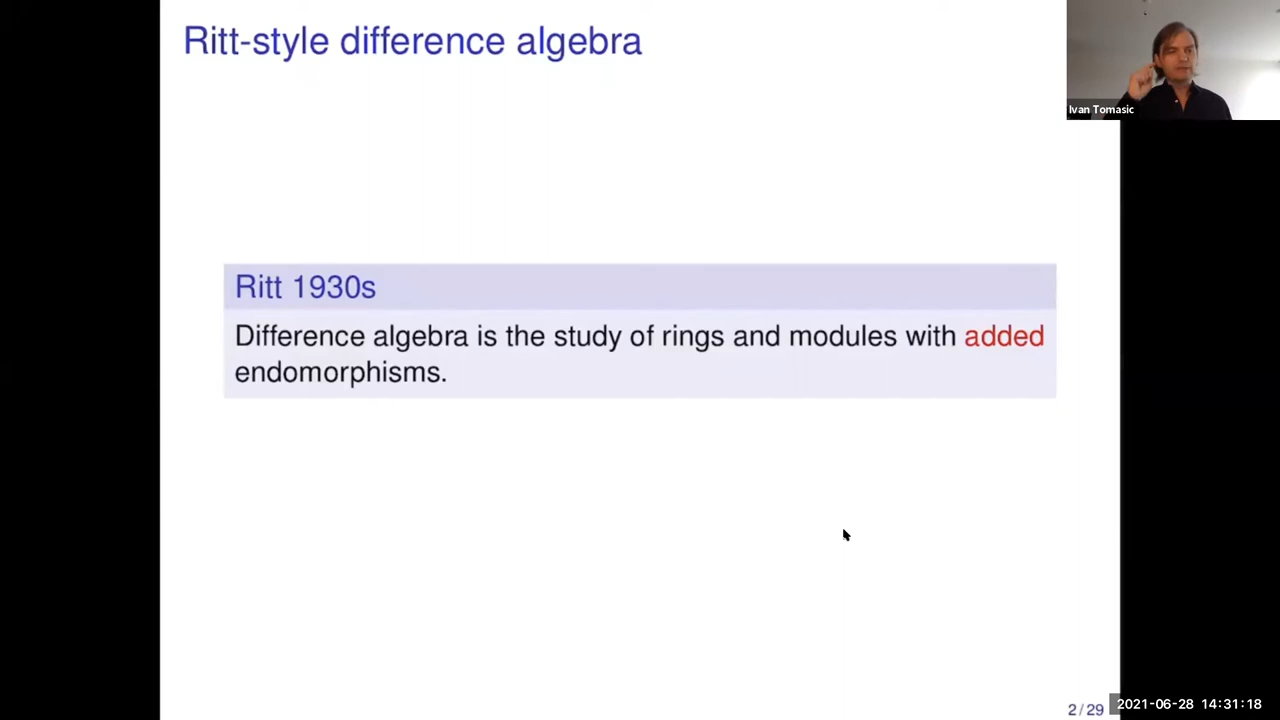 Ritt-style difference algebra
Ivan Tomasic
Ritt 1930s
Difference algebra is the study of rings and modules with added
endomorphisms.
2 / 29
2021-06-28 14:31:18